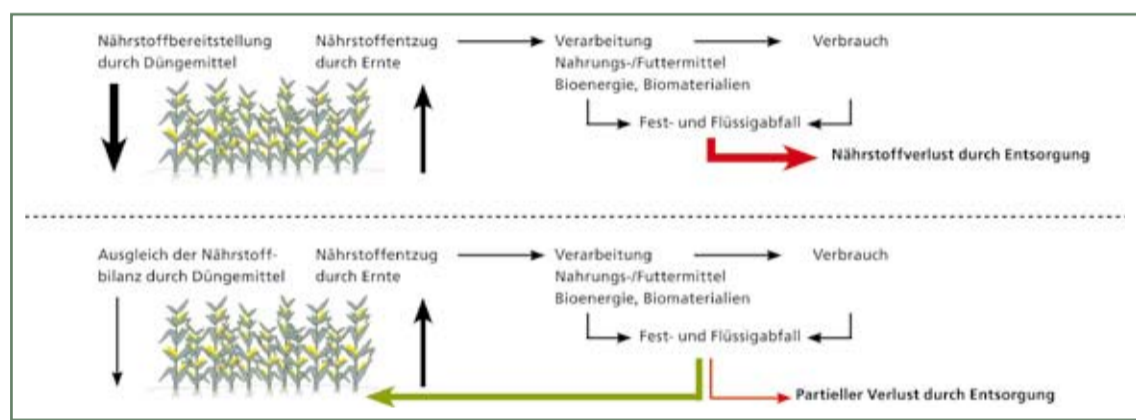 Nährstoffbereitstellung
durch Düngemittel
Nährstoffentzug
durch Ernte
Verarbeitung
Nahrungs-/Futtermittel
Bioenergie, Biomaterialien
Verbrauch
Fest- und Flüssigabfall
Nährstoffverlust durch Entsorgung
Ausgleich der Nährstoff-
bilanz durch Düngemittel
Nährstoffentzug
durch Ernte
Verarbeitung
Nahrungs-/Futtermittel
Bioenergie, Biomaterialien
Verbrauch
Fest- und Flüssigabfall
Partieller Verlust durch Entsorgung